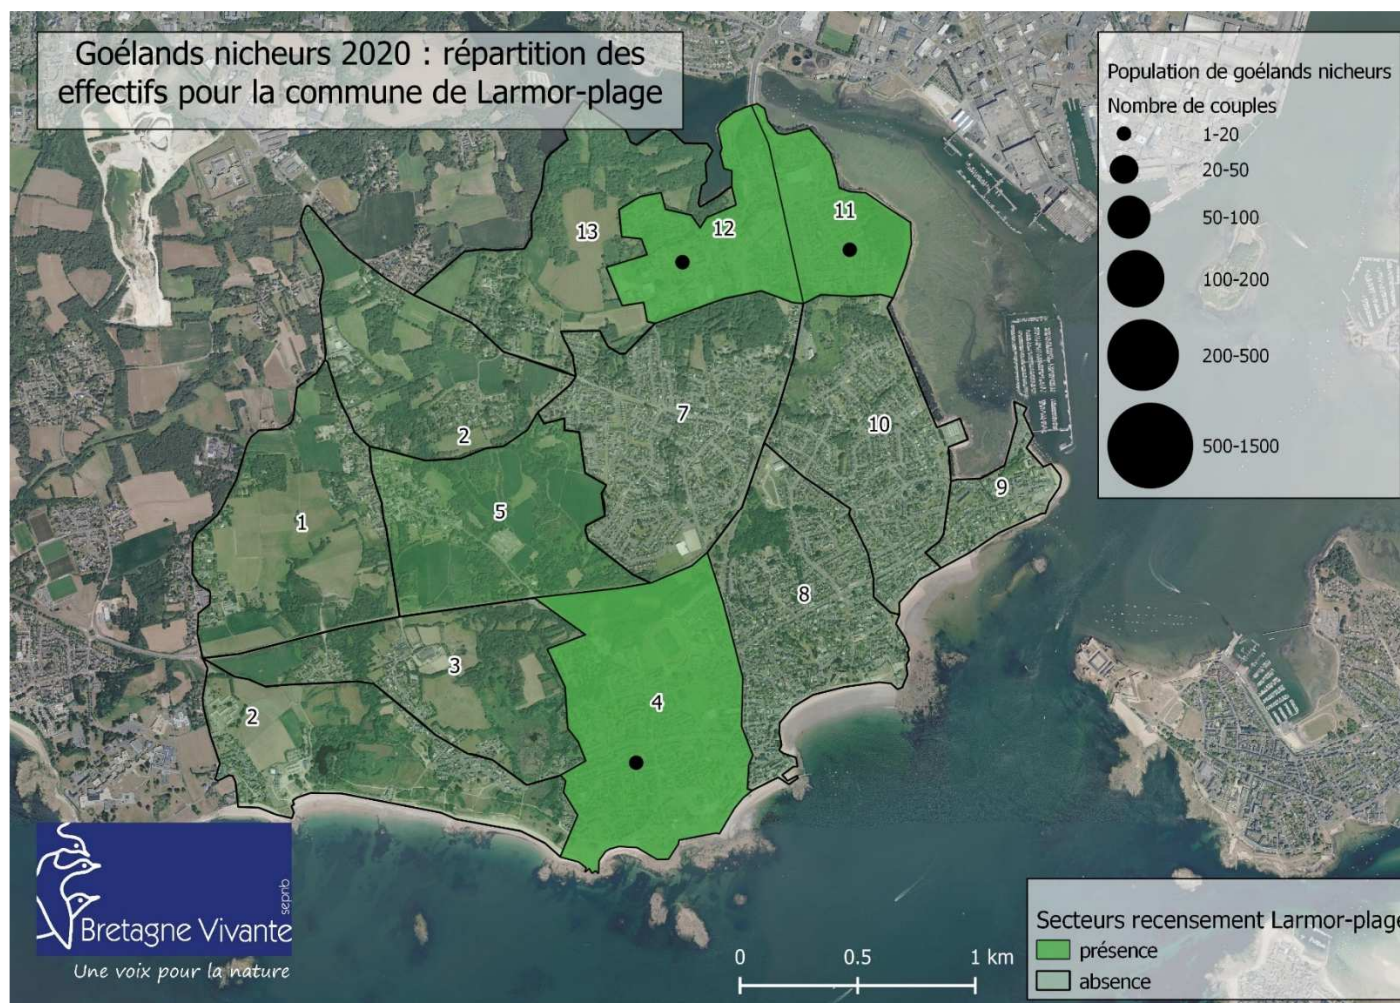 Goélands nicheurs 2020 : répartition des
effectifs pour la commune de Larmor-plage
Population de goélands nicheurs
Nombre de couples
1-20
20-50
50-100
100-200
200-500
500-1500
13
12
11
7
10
2
9
5
1
8
3
4
2
sepnb
Bretagne Vivante
Une voix pour la nature
0 0.5 1 km
Secteurs recensement Larmor-plage
présence
absence